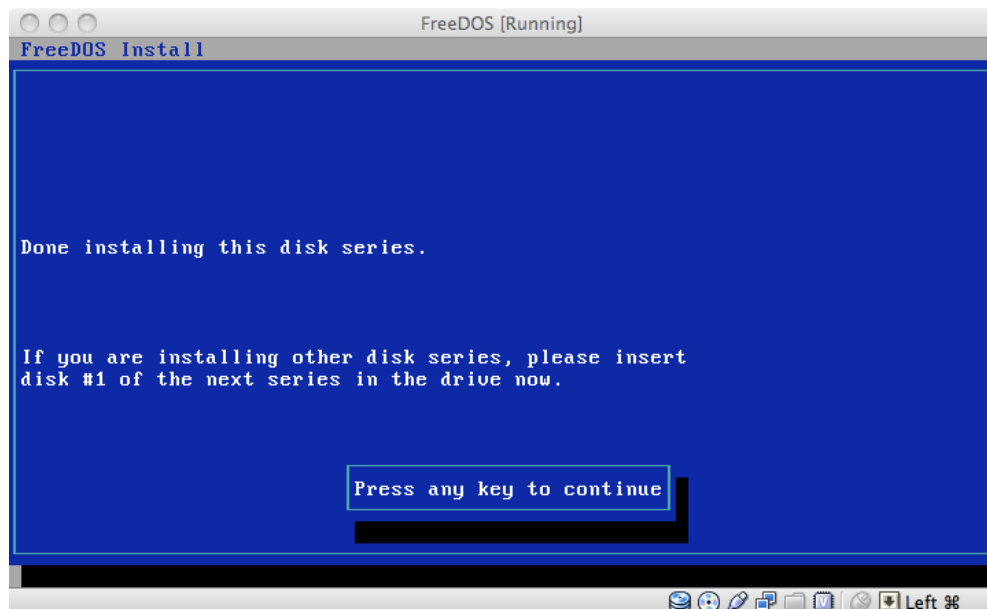 FreeDOS [Running]
FreeDOS Install
Done installing this disk series.
If you are installing other disk series, please insert
disk #1 of the next series in the drive now.
Press any key to continue
Left ⌘